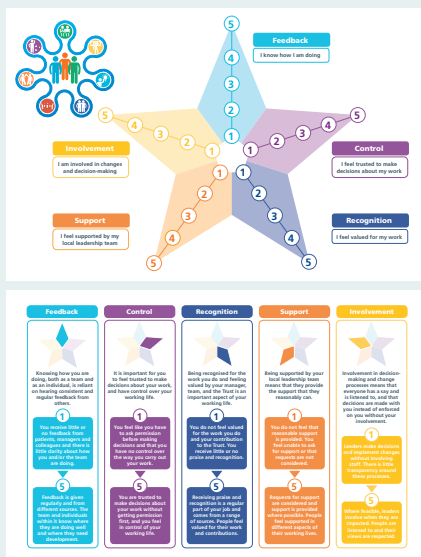 5
Feedback
I know how I am doing
4
3
2
1
5
4
3
2
1
Involvement
I am involved in changes
and decision-making
5
4
3
2
1
Control
I feel trusted to make
decisions about my work
1
2
3
4
5
Support
I feel supported by my
local leadership team
1
2
3
4
5
Recognition
I feel valued for my work
Feedback
Knowing how you are
doing, both as a team and
as an individual, is reliant
on hearing consistent and
regular feedback from
others.
1
You receive little or
no feedback from
patients, managers and
colleagues and there is
little clarity about how
you and/or the team
are doing.
5
Feedback is given
regularly and from
different sources. The
team and individuals
within it know where
they are doing well
and where they need
development.
Control
It is important for you
to feel trusted to make
decisions about your work,
and have control over your
working life.
1
You feel like you have
to ask permission
before making
decisions and that you
have no control over
the way you carry out
your work.
5
You are trusted to
make decisions about
your work without
getting permission
first, and you feel
in control of your
working life.
Recognition
Being recognised for the
work you do and feeling
valued by your manager,
team, and the Trust is an
important aspect of your
working life.
1
You do not feel valued
for the work you do
and your contribution
to the Trust. You
receive little or no
praise and recognition.
5
Receiving praise and
recognition is a regular
part of your job and
comes from a range
of sources. People feel
valued for their work
and contributions.
Support
Being supported by your
local leadership team
means that they provide
the support that they
reasonably can.
1
You do not feel that
reasonable support
is provided. You
feel unable to ask
for support or that
requests are not
considered.
5
Requests for support
are considered and
support is provided
where possible. People
feel supported in
different aspects of
their working lives.
Involvement
Involvement in decision-
making and change
processes means that
everyone has a say and
is listened to, and that
decisions are made with
you instead of enforced
on you without your
involvement.
1
Leaders make decisions
and implement changes
without involving
staff. There is little
transparency around
these processes.
5
Where feasible, leaders
involve when they are
impacted. People are
listened to and their
views are respected.